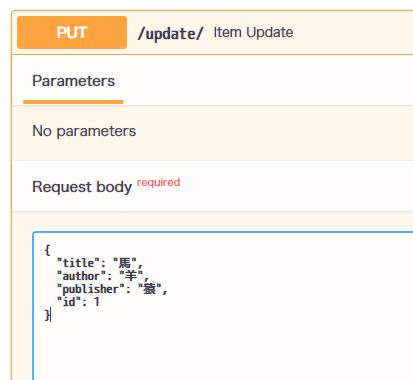 PUT /update/ Item Update
Parameters
No parameters
Request body required
{
  "title": "馬",
  "author": "羊",
  "publisher": "猿",
  "id": 1
}